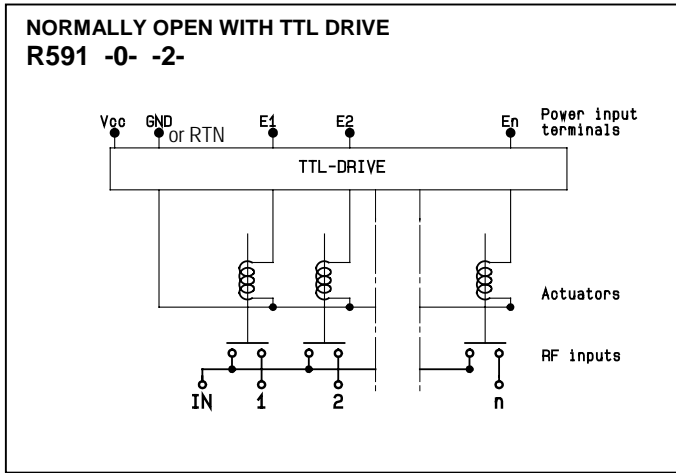 NORMALLY OPEN WITH TTL DRIVE
R591 -0- -2-
Vcc GND or RTN E1 E2 En Power input terminals
TTL-DRIVE
Actuators
RF inputs
IN 1 2 n